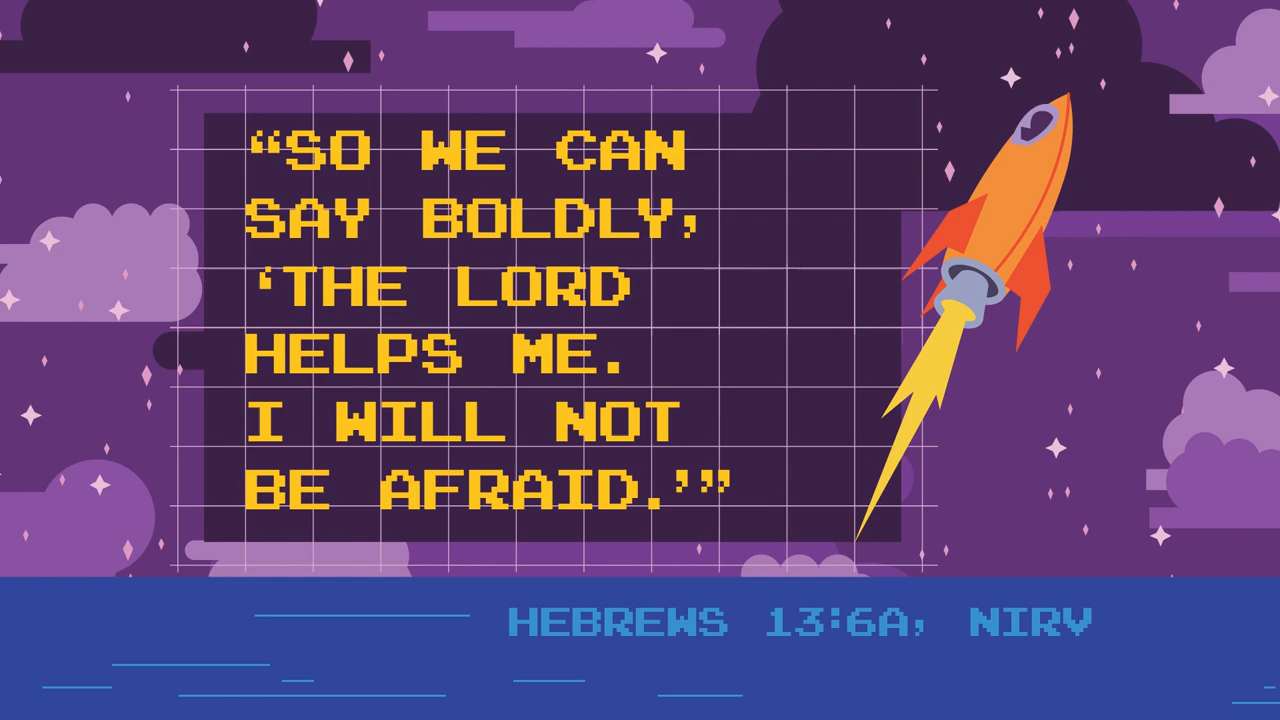 “SO WE CAN
SAY BOLDLY,
‘THE LORD
HELPS ME.
I WILL NOT
BE AFRAID.’”
HEBREWS 13:6A, NIRV